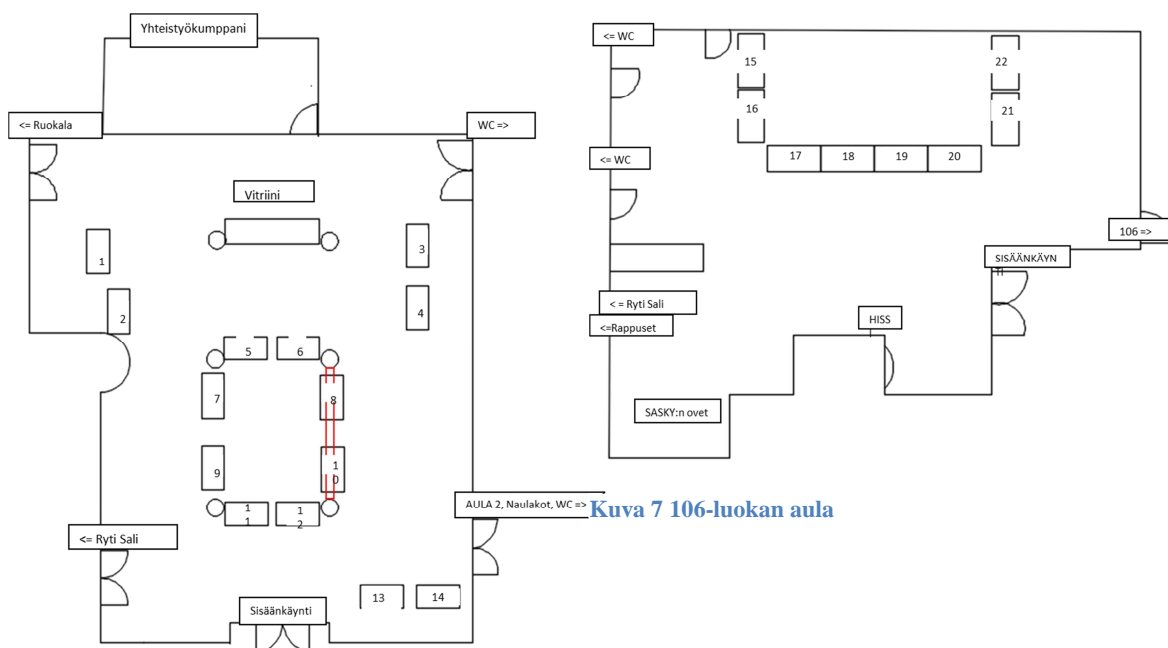 Yhteistyökumppani
<= Ruokala
WC =>
Vitriini
1
3
2
4
5
6
7
8
9
1
0
1
1
1
2
AULA 2, Naulakot, WC =>
<= Ryti Sali
13
14
Sisäänkäynti
<= WC
15
22
16
21
<= WC
17
18
19
20
106 =>
SISÄÄNKÄYN
< = Ryti Sali
<=Rappuset
HISS
SASKY:n ovet
Kuva 7 106-luokan aula